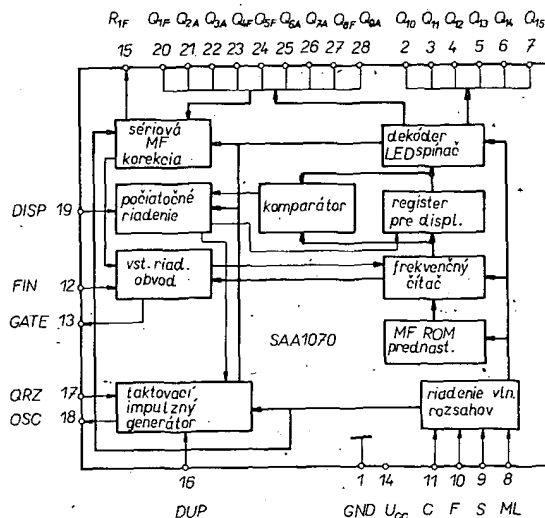 R1F Q1F Q2A Q3A Q4F Q5F Q6A Q7A Q8F Q9A Q10 Q11 Q12 Q13 Q14 Q15
15 20 21 22 23 24 25 26 27 28 2 3 4 5 6 7
sériová
MF
korekcia
dekóder
LED spínač
DISP 19
počiatočné
riadenie
komparátor
register
pre displ.
FIN 12
vst. riad.
obvod
frekvenčný
čítač
GATE 13
SAA1070
MF ROM
prednast.
QRZ 17
OSC 18
taktovací
impulzný
generátor
riadenie vln.
rozsahov
16 1 14 11 10 9 8
DUP GND UCC C F S ML